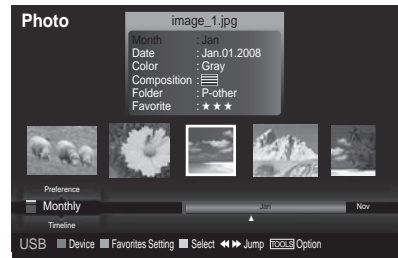 Photo
image_1.jpg
Month : Jan
Date : Jan.01.2008
Color : Gray
Composition :
Folder : P-other
Favorite : ★★★
Preference
Monthly
Jan
Nov
Timeline
USB Device Favorites Setting Select ◀◀ ▶▶ Jump TOOLS Option